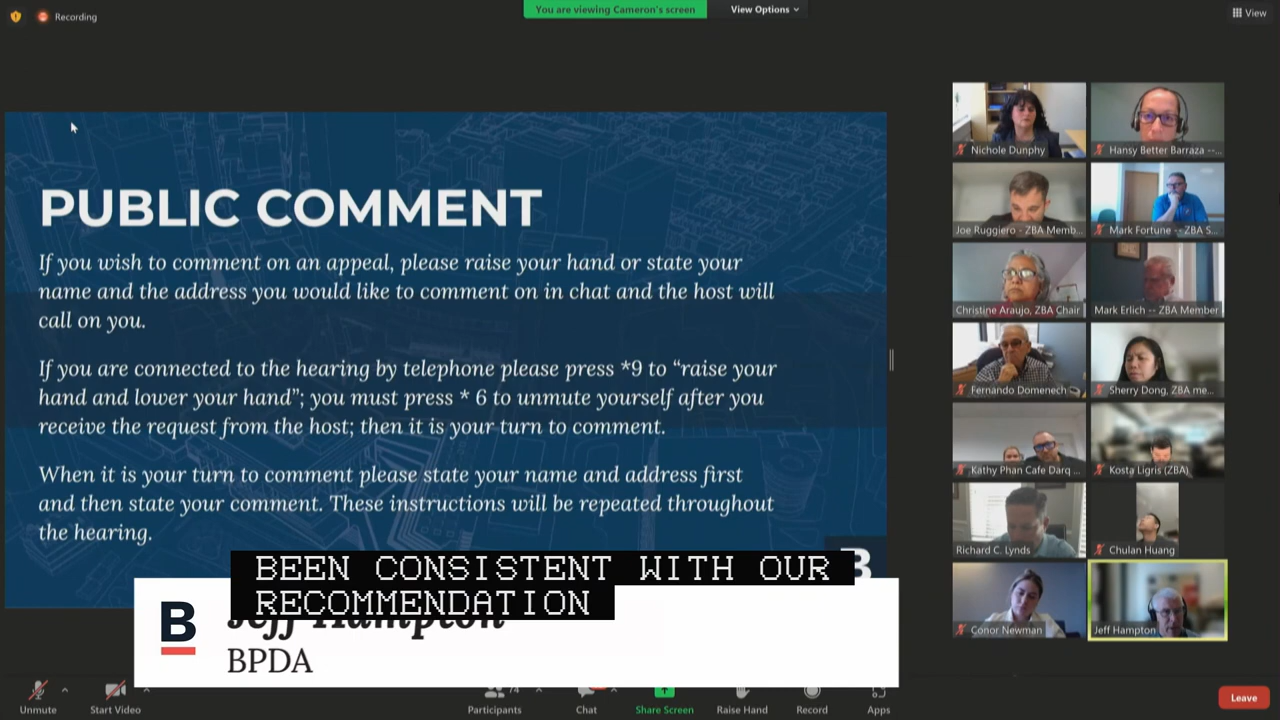 Recording
You are viewing Cameron's screen
View Options
View
PUBLIC COMMENT
If you wish to comment on an appeal, please raise your hand or state your
name and the address you would like to comment on in chat and the host will
call on you.
If you are connected to the hearing by telephone please press *9 to “raise your
hand and lower your hand”; you must press * 6 to unmute yourself after you
receive the request from the host; then it is your turn to comment.
When it is your turn to comment please state your name and address first
and then state your comment. These instructions will be repeated throughout
the hearing.
B
BEEN CONSISTENT WITH OUR
RECOMMENDATION
B
Jeff Hampton
BPDA
Nichole Dunphy
Hansy Better Barraza --...
Joe Ruggiero - ZBA Memb...
Mark Fortune -- ZBA S...
Christine Araujo, ZBA Chair
Mark Erlich -- ZBA Member
Fernando Domenech
Sherry Dong, ZBA me...
Kathy Phan Cafe Darq ...
Kosta Ligris (ZBA)
Richard C. Lynds
Chulan Huang
Conor Newman
Jeff Hampton
Unmute
Start Video
74
Participants
Chat
Share Screen
Raise Hand
Record
Apps
Leave